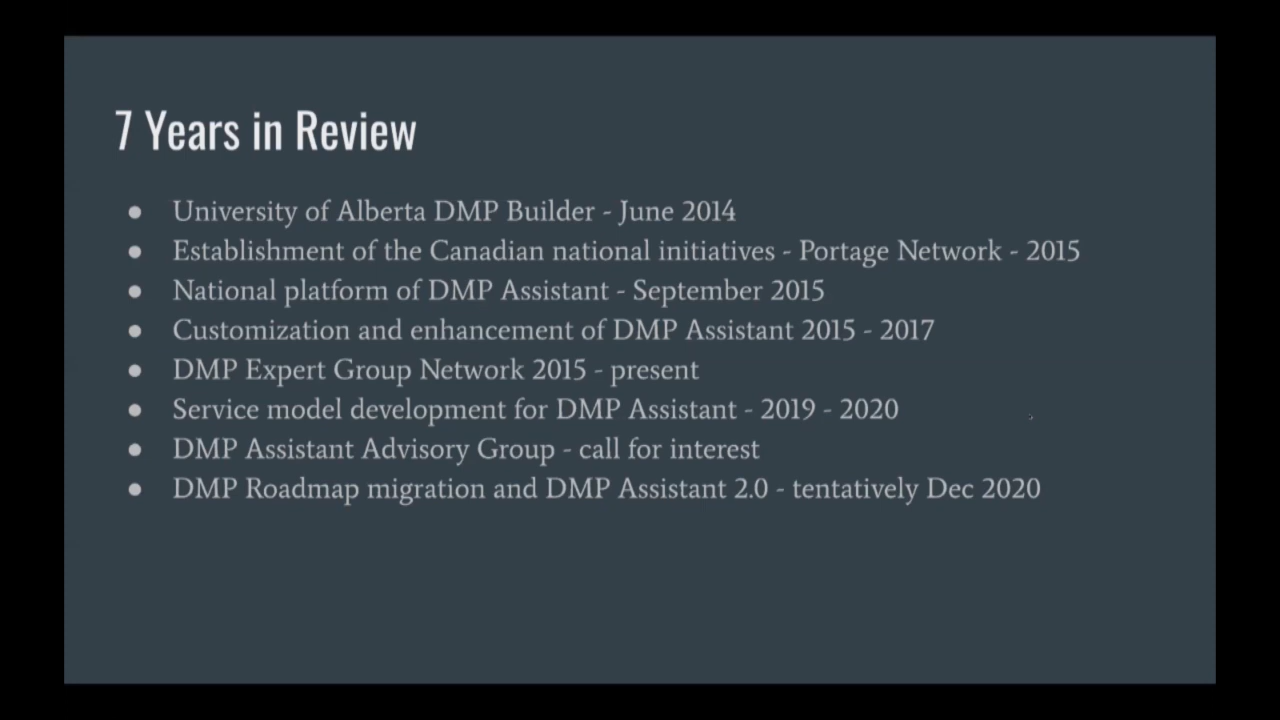 7 Years in Review
● University of Alberta DMP Builder - June 2014
● Establishment of the Canadian national initiatives - Portage Network - 2015
● National platform of DMP Assistant - September 2015
● Customization and enhancement of DMP Assistant 2015 - 2017
● DMP Expert Group Network 2015 - present
● Service model development for DMP Assistant - 2019 - 2020
● DMP Assistant Advisory Group - call for interest
● DMP Roadmap migration and DMP Assistant 2.0 - tentatively Dec 2020